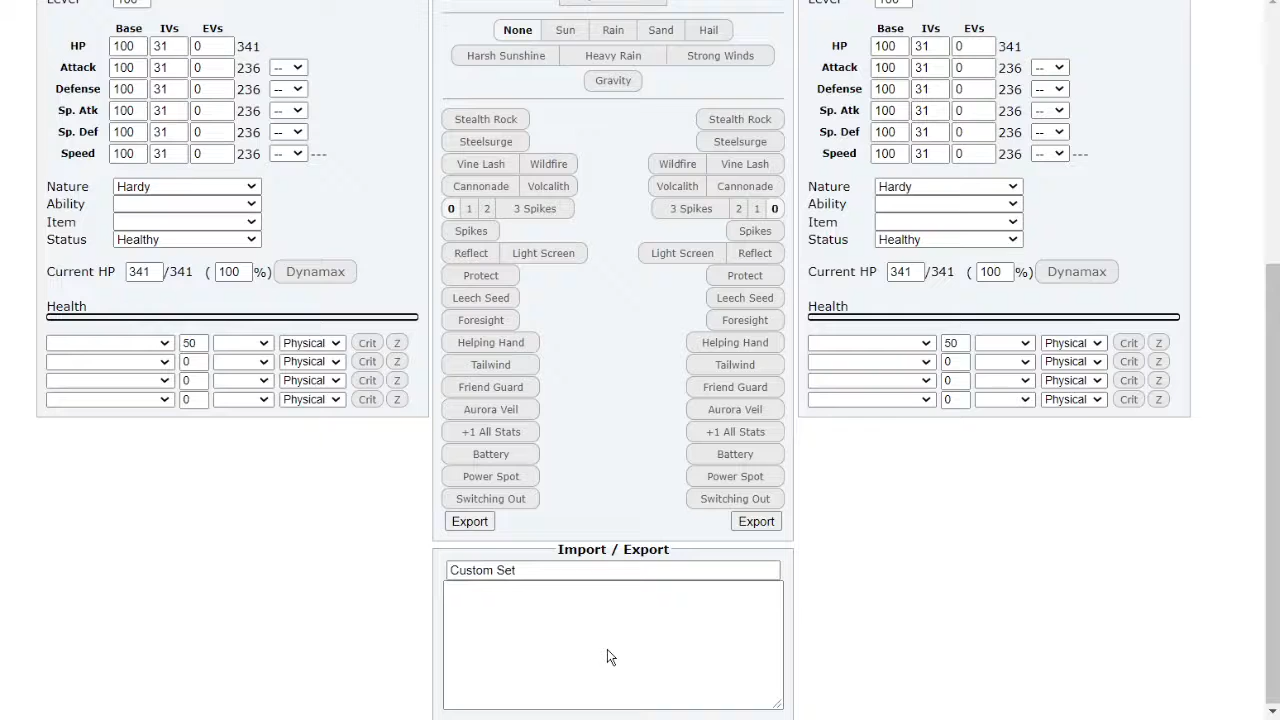 Level 100
Base IVs EVs
HP 100 31 0 341
Attack 100 31 0 236 --
Defense 100 31 0 236 --
Sp. Atk 100 31 0 236 --
Sp. Def 100 31 0 236 --
Speed 100 31 0 236 -- ---
Nature Hardy
Ability
Item
Status Healthy
Current HP 341 /341 ( 100 %) Dynamax
Health
50 Physical Crit Z
0 Physical Crit Z
0 Physical Crit Z
0 Physical Crit Z
None Sun Rain Sand Hail
Harsh Sunshine Heavy Rain Strong Winds
Gravity
Stealth Rock Stealth Rock
Steelsurge Steelsurge
Vine Lash Wildfire Wildfire Vine Lash
Cannonade Volcalith Volcalith Cannonade
0 1 2 3 Spikes 3 Spikes 2 1 0
Spikes Spikes
Reflect Light Screen Light Screen Reflect
Protect Protect
Leech Seed Leech Seed
Foresight Foresight
Helping Hand Helping Hand
Tailwind Tailwind
Friend Guard Friend Guard
Aurora Veil Aurora Veil
+1 All Stats +1 All Stats
Battery Battery
Power Spot Power Spot
Switching Out Switching Out
Export Export
Import / Export
Custom Set
Level 100
Base IVs EVs
HP 100 31 0 341
Attack 100 31 0 236 --
Defense 100 31 0 236 --
Sp. Atk 100 31 0 236 --
Sp. Def 100 31 0 236 --
Speed 100 31 0 236 -- ---
Nature Hardy
Ability
Item
Status Healthy
Current HP 341 /341 ( 100 %) Dynamax
Health
50 Physical Crit Z
0 Physical Crit Z
0 Physical Crit Z
0 Physical Crit Z